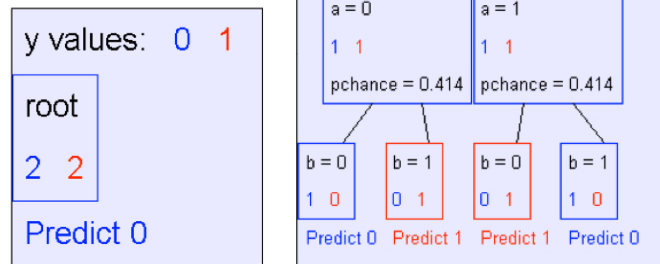 y values: 0 1
root
2 2
Predict 0
a = 0
1 1
pchance = 0.414
a = 1
1 1
pchance = 0.414
b = 0
1 0
Predict 0
b = 1
0 1
Predict 1
b = 0
0 1
Predict 1
b = 1
1 0
Predict 0